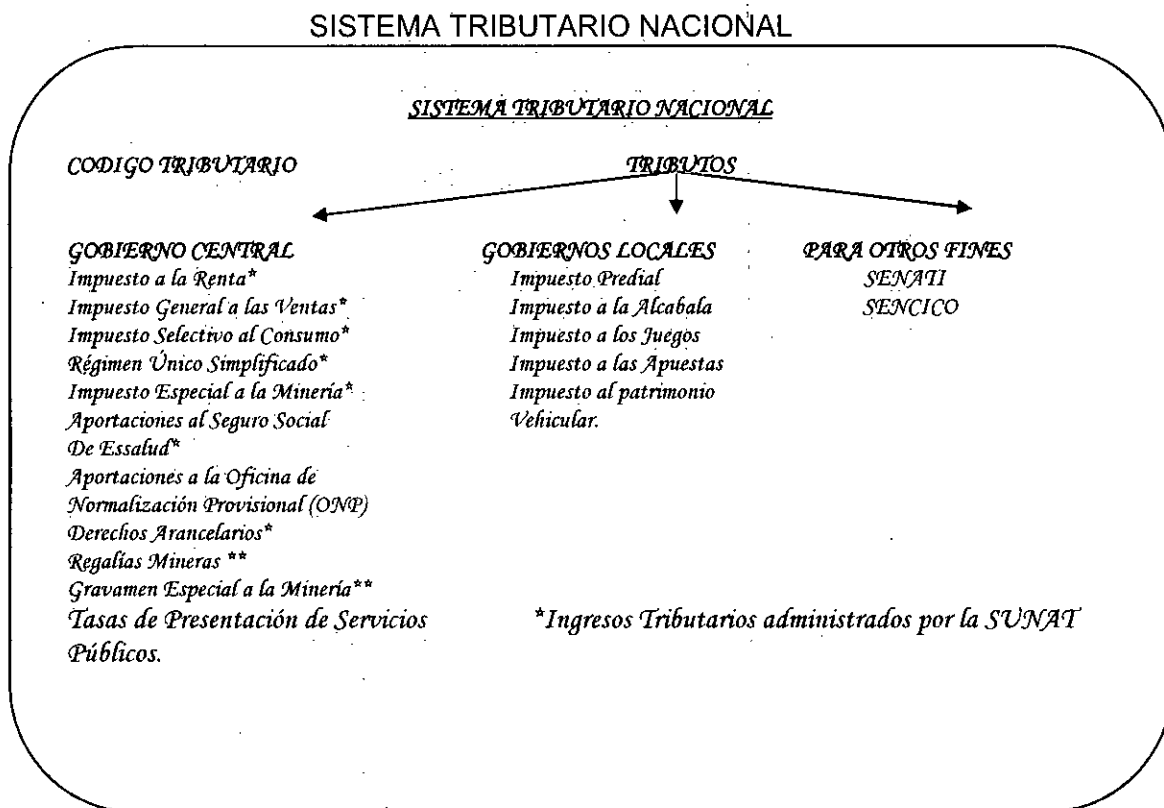 SISTEMA TRIBUTARIO NACIONAL
SISTEMA TRIBUTARIO NACIONAL
CODIGO TRIBUTARIO
TRIBUTOS
GOBIERNO CENTRAL
Impuesto a la Renta*
Impuesto General a las Ventas*
Impuesto Selectivo al Consumo*
Régimen Único Simplificado*
Impuesto Especial a la Minería*
Aportaciones al Seguro Social
De Essalud*
Aportaciones a la Oficina de
Normalización Provisional (ONP)
Derechos Arancelarios*
Regalías Mineras **
Gravamen Especial a la Minería**
Tasas de Presentación de Servicios
Públicos.
GOBIERNOS LOCALES
Impuesto Predial
Impuesto a la Alcabala
Impuesto a los Juegos
Impuesto a las Apuestas
Impuesto al patrimonio
Vehicular.
PARA OTROS FINES
SENATI
SENCICO
*Ingresos Tributarios administrados por la SUNAT